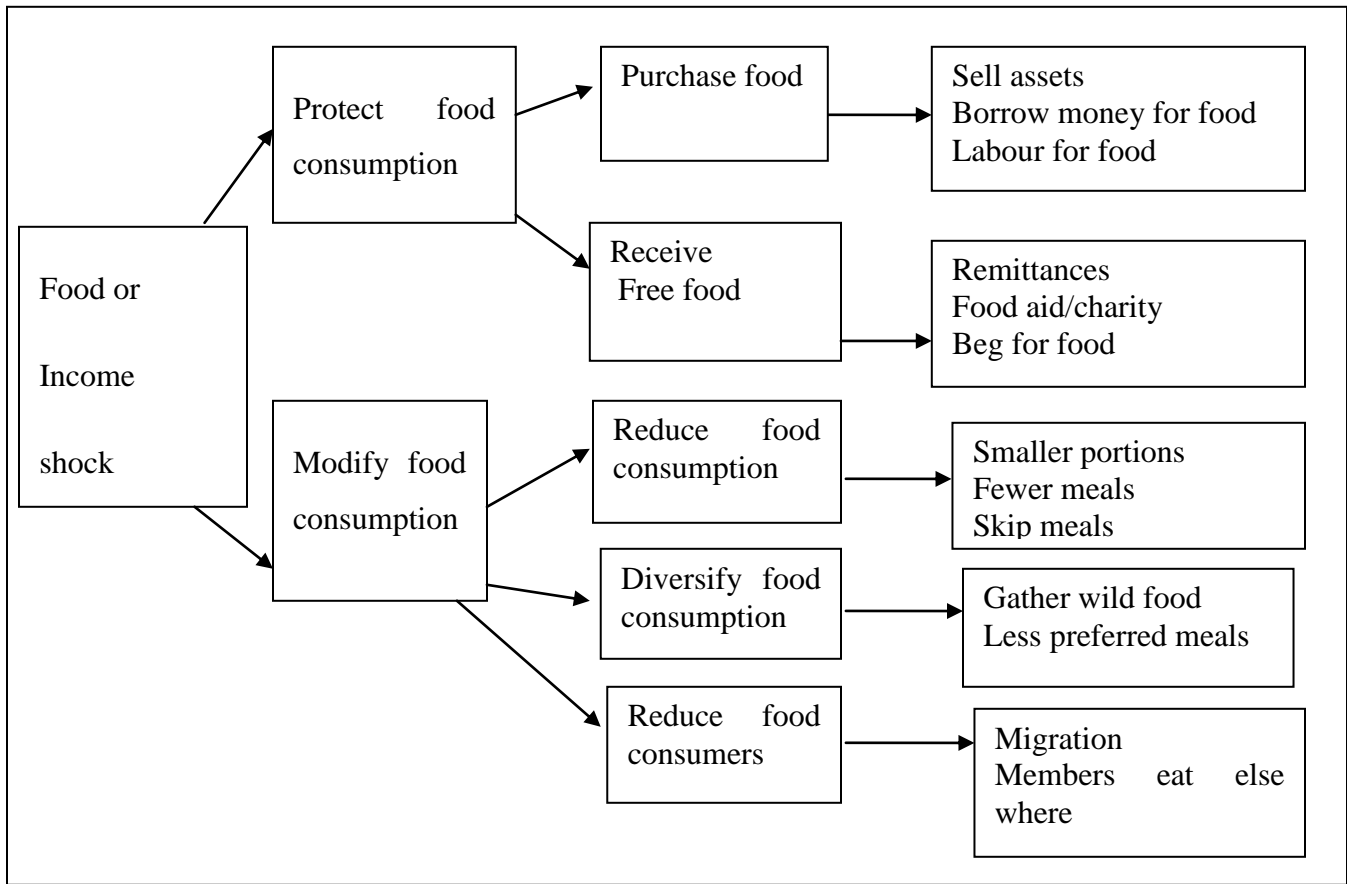 Food or
Income
shock
Protect food
consumption
Modify food
consumption
Purchase food
Receive
Free food
Reduce food
consumption
Diversify food
consumption
Reduce food
consumers
Sell assets
Borrow money for food
Labour for food
Remittances
Food aid/charity
Beg for food
Smaller portions
Fewer meals
Skip meals
Gather wild food
Less preferred meals
Migration
Members eat else
where